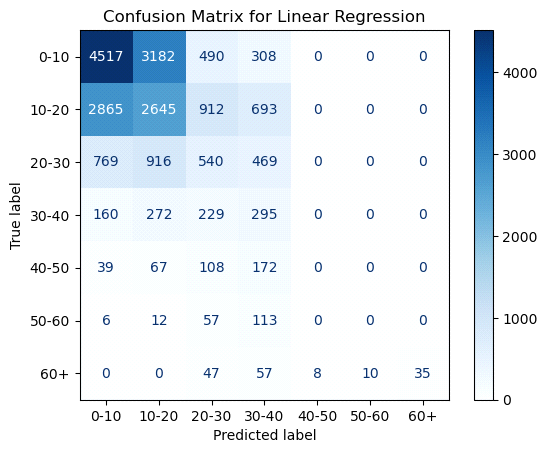 Confusion Matrix for Linear Regression
0-10 4517 3182 490 308 0 0 0
10-20 2865 2645 912 693 0 0 0
20-30 769 916 540 469 0 0 0
30-40 160 272 229 295 0 0 0
40-50 39 67 108 172 0 0 0
50-60 6 12 57 113 0 0 0
60+ 0 0 47 57 8 10 35
0-10 10-20 20-30 30-40 40-50 50-60 60+
Predicted label
True label
4000
3000
2000
1000
0